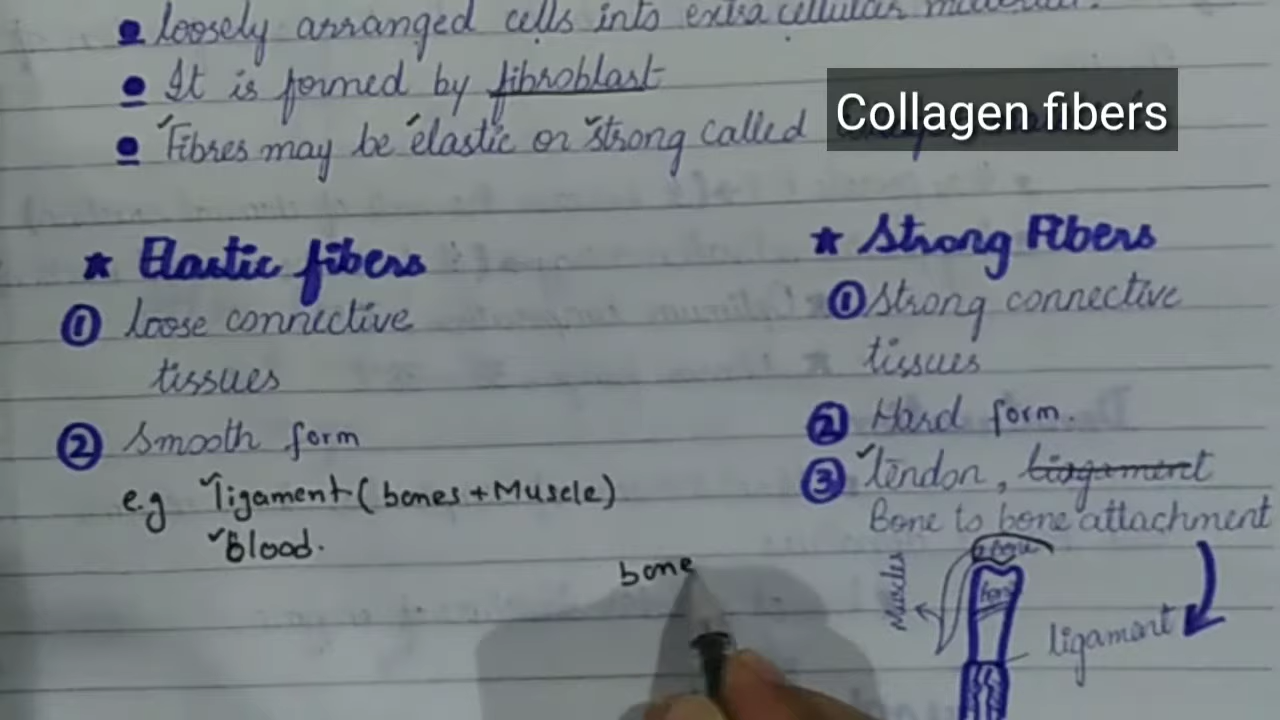 loosely arranged cells into extra cellular material.
It is formed by fibroblast
Fibres may be elastic or strong called
Collagen fibers
★ Elastic fibers
① loose connective
tissues
② Smooth form
e.g ligament (bones + Muscle)
Blood.
★ Strong Fibers
① Strong connective
tissues
② Hard form.
③ tendon, ligament
Bone to bone attachment
bone
Muscles
bone
ligament